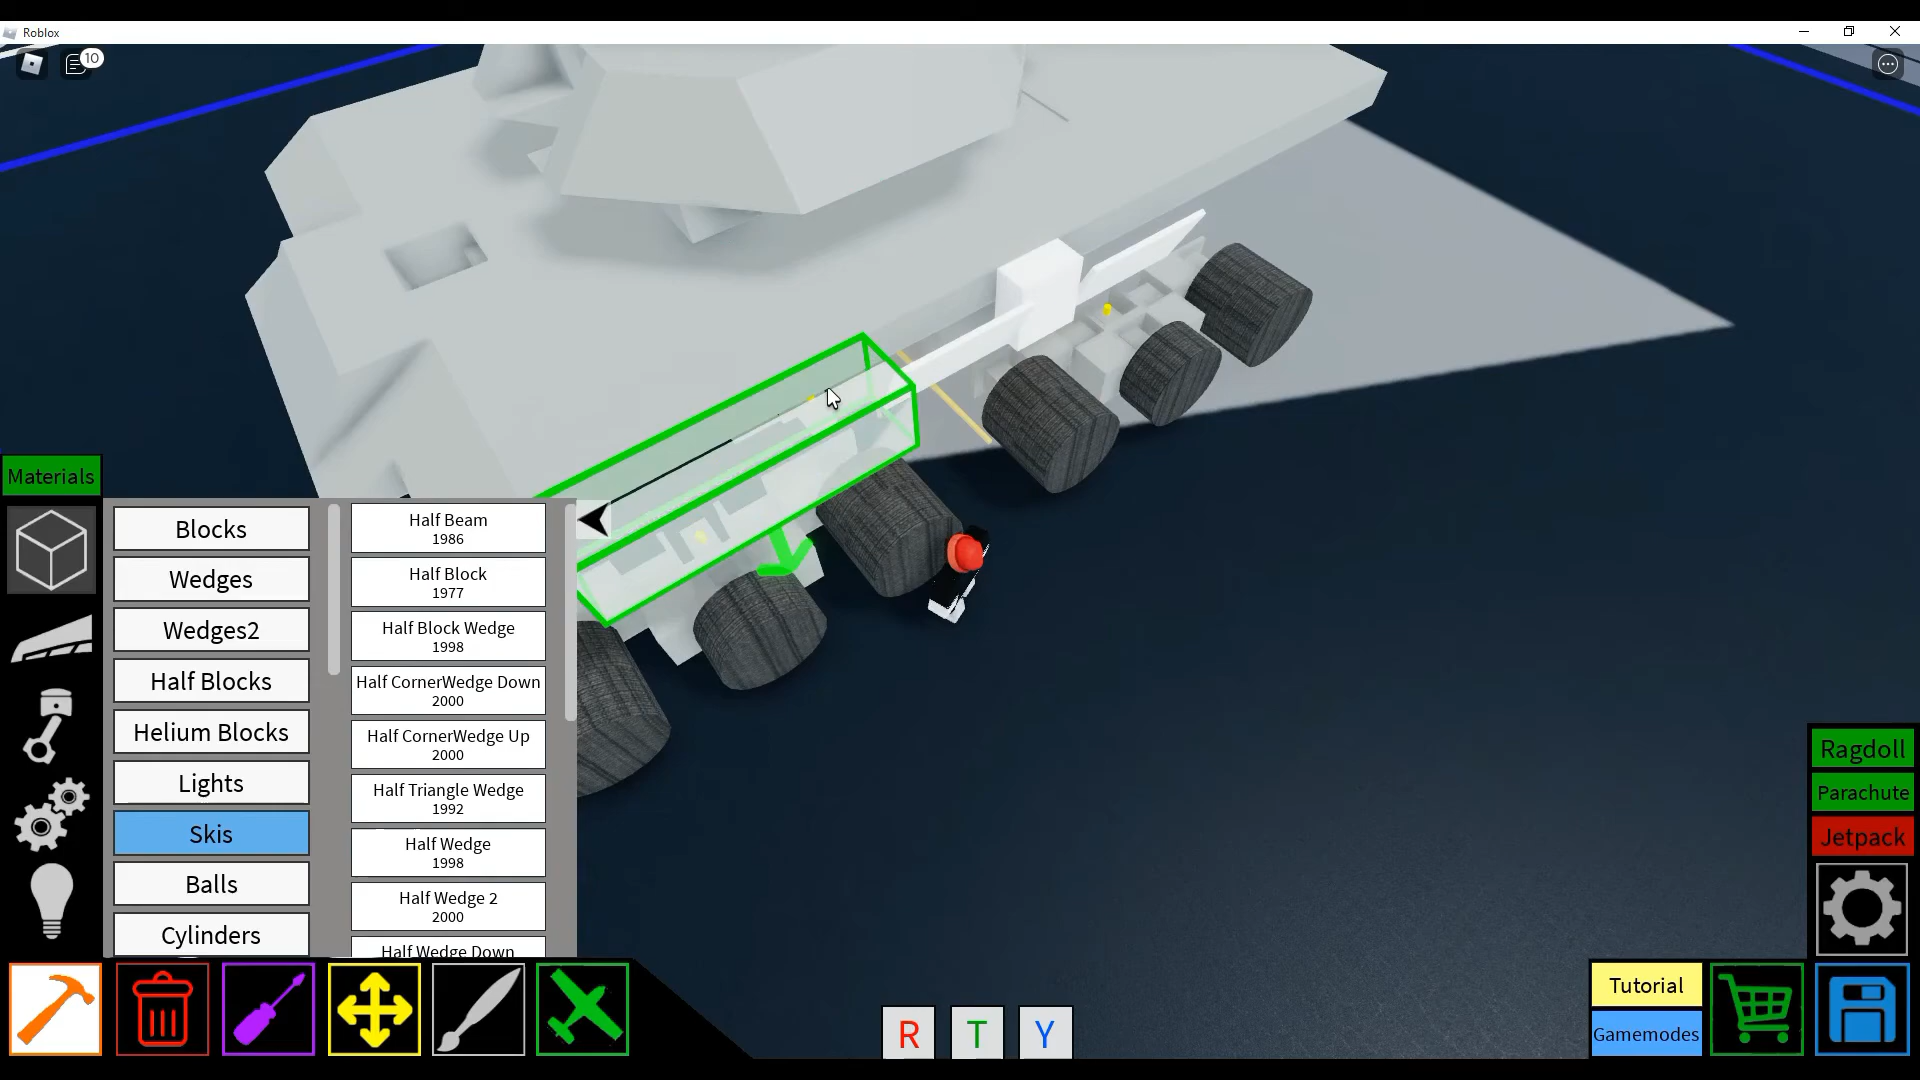 Roblox
10
Materials
Blocks
Wedges
Wedges2
Half Blocks
Helium Blocks
Lights
Skis
Balls
Cylinders
Half Beam
1986
Half Block
1977
Half Block Wedge
1998
Half CornerWedge Down
2000
Half CornerWedge Up
2000
Half Triangle Wedge
1992
Half Wedge
1998
Half Wedge 2
2000
Half Wedge Down
Ragdoll
Parachute
Jetpack
Tutorial
Gamemodes
R T Y